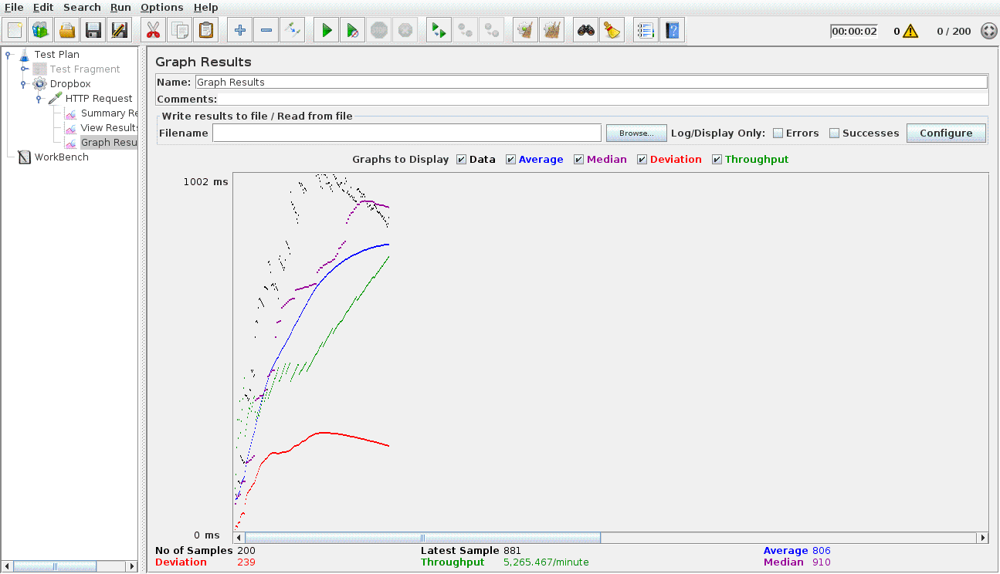 File Edit Search Run Options Help
00:00:02 0 0 / 200
Test Plan
Test Fragment
Dropbox
HTTP Request
Summary Re
View Results
Graph Resu
WorkBench
Graph Results
Name: Graph Results
Comments:
Write results to file / Read from file
Filename Browse... Log/Display Only: Errors Successes Configure
Graphs to Display Data Average Median Deviation Throughput
1002 ms
0 ms
No of Samples 200 Latest Sample 881 Average 806
Deviation 239 Throughput 5,265.467/minute Median 910